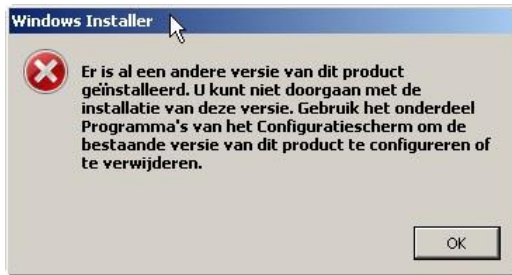 Windows Installer
Er is al een andere versie van dit product
geïnstalleerd. U kunt niet doorgaan met de
installatie van deze versie. Gebruik het onderdeel
Programma's van het Configuratiescherm om de
bestaande versie van dit product te configureren of
te verwijderen.
OK